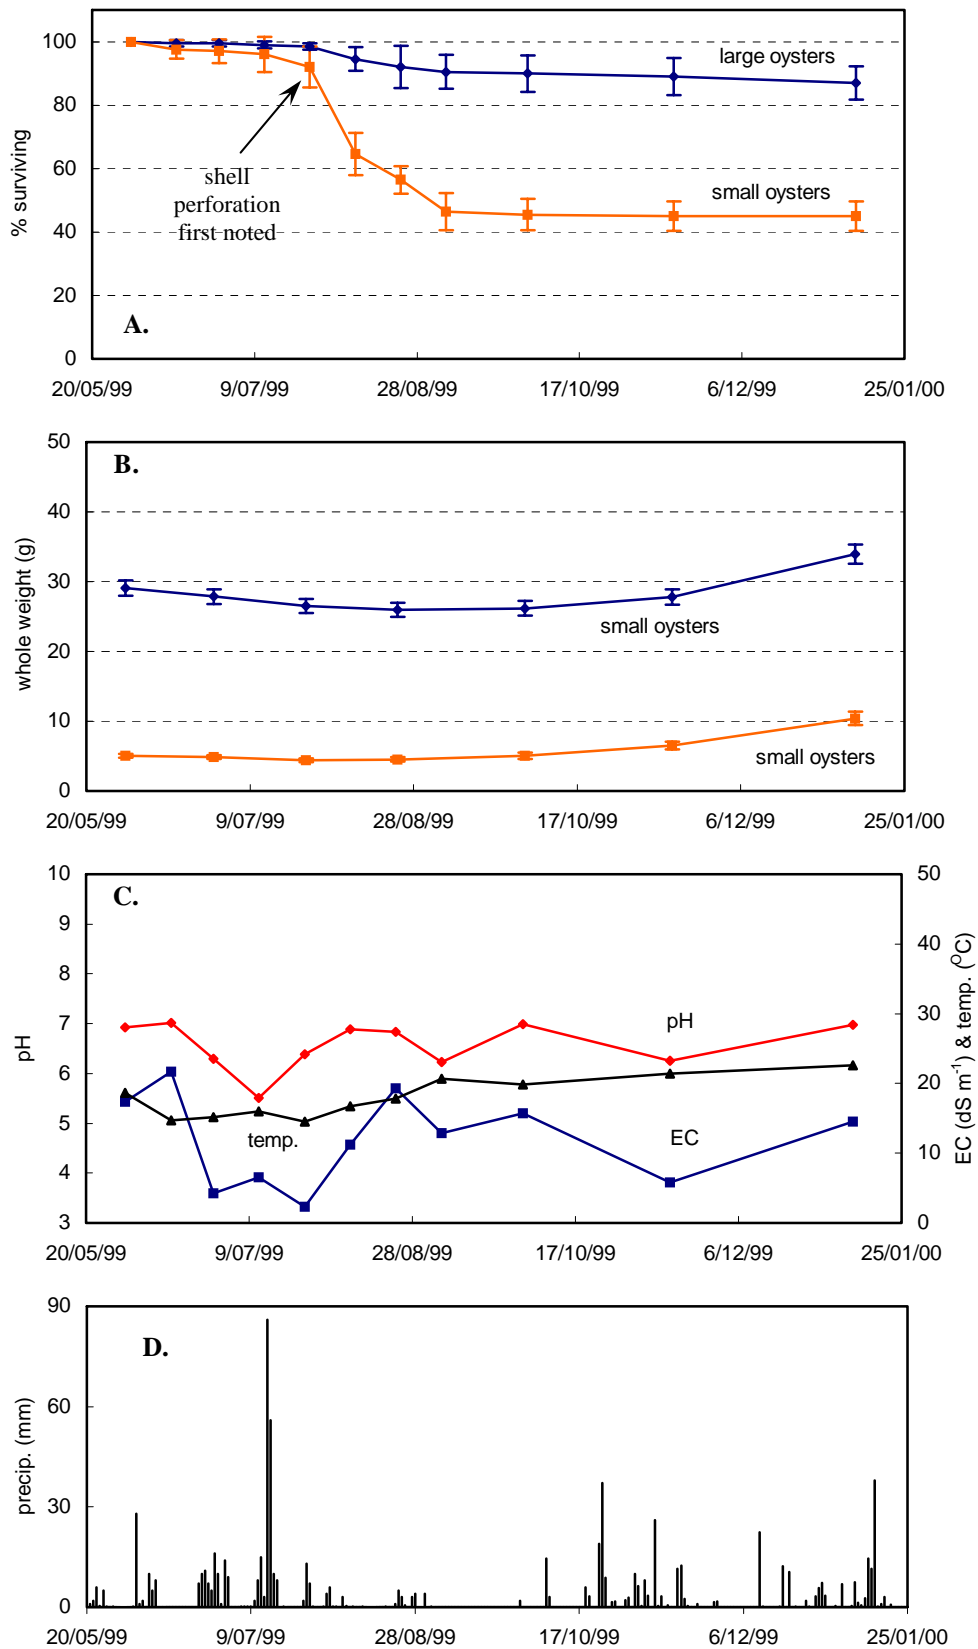 100
80
60
40
20
0
% surviving
large oysters
small oysters
shell
perforation
first noted
A.
20/05/99 9/07/99 28/08/99 17/10/99 6/12/99 25/01/00
50
40
30
20
10
0
whole weight (g)
B.
small oysters
small oysters
20/05/99 9/07/99 28/08/99 17/10/99 6/12/99 25/01/00
10
9
8
7
6
5
4
3
pH
C.
pH
temp.
EC
50
40
30
20
10
0
EC (dS m⁻¹) & temp. (ᴼC)
20/05/99 9/07/99 28/08/99 17/10/99 6/12/99 25/01/00
90
60
30
0
precip. (mm)
D.
20/05/99 9/07/99 28/08/99 17/10/99 6/12/99 25/01/00